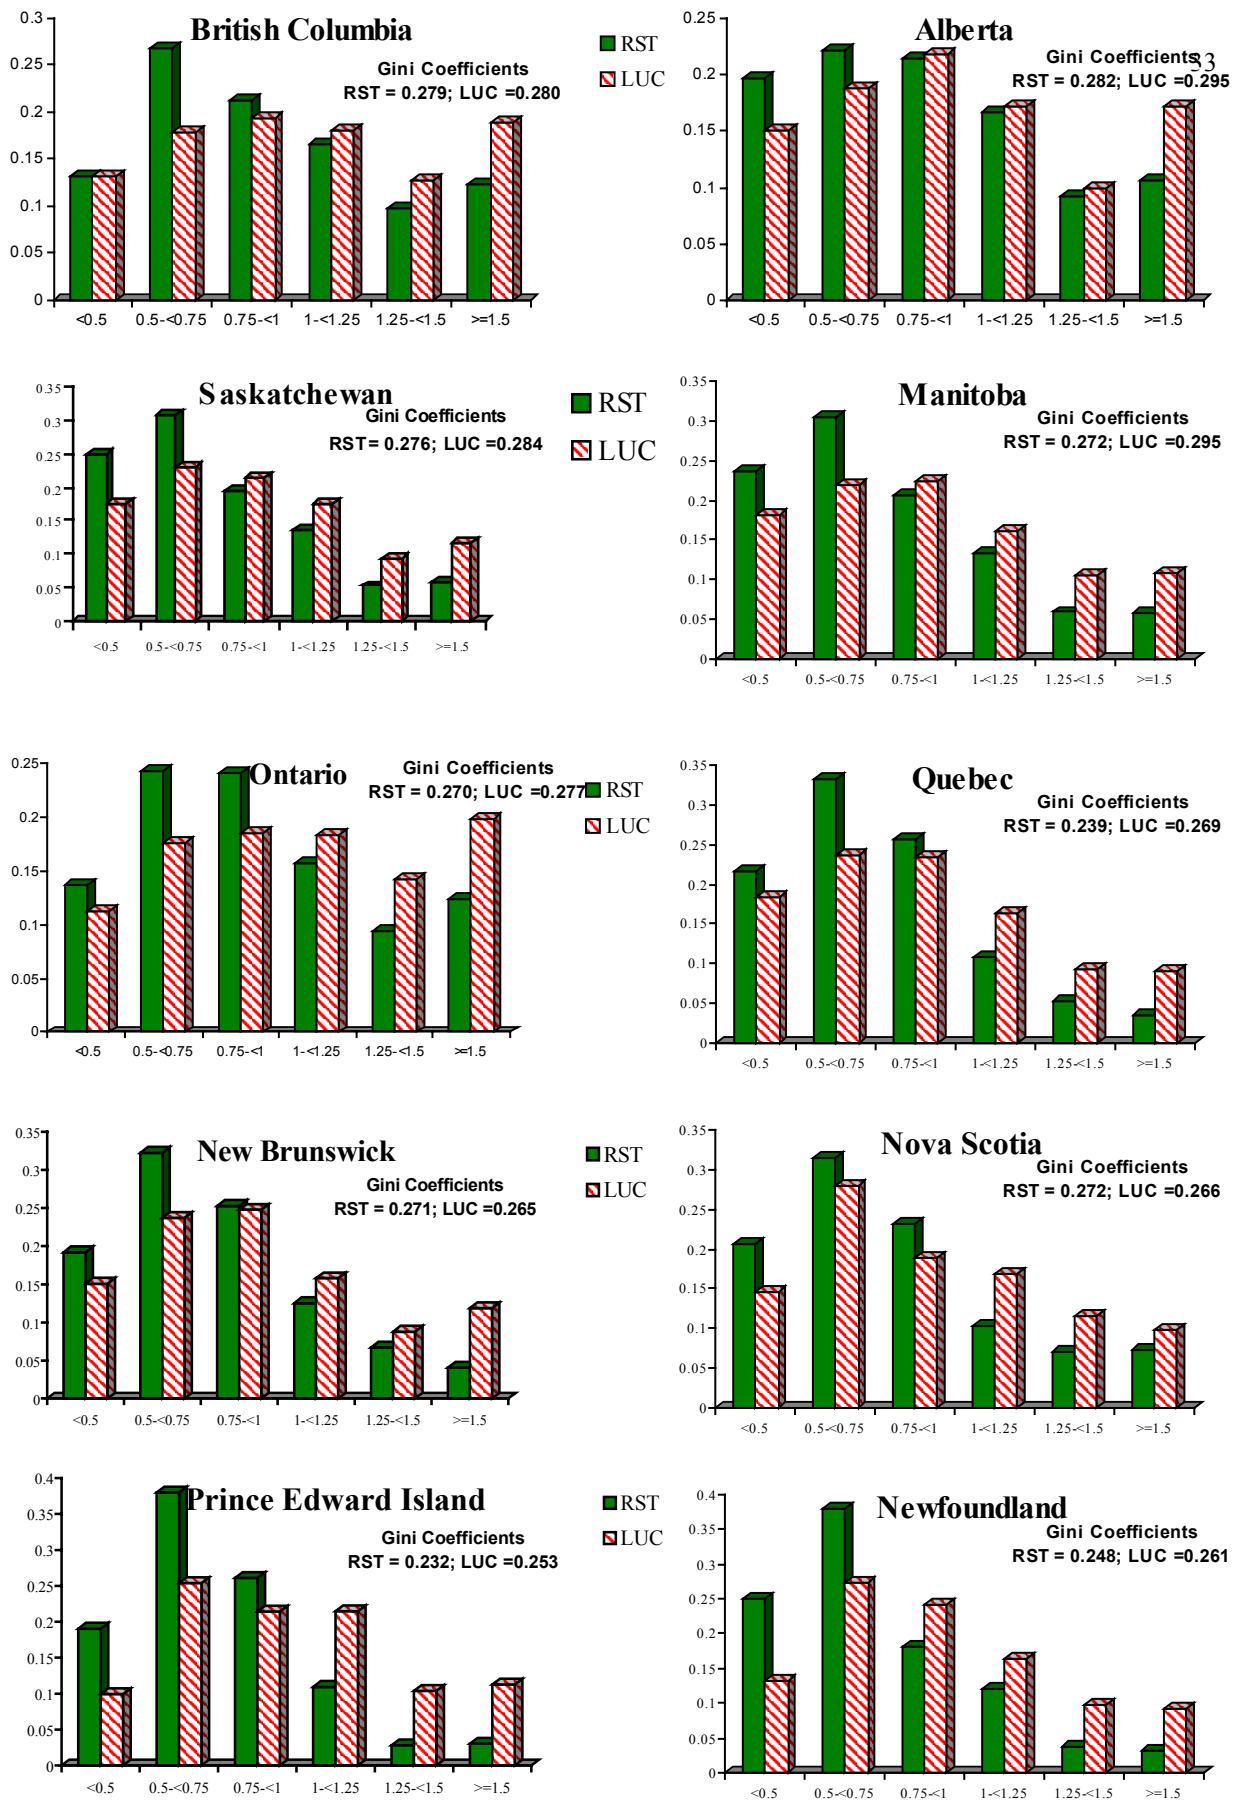 British Columbia
Gini Coefficients
RST = 0.279; LUC =0.280
RST
LUC
0.3
0.25
0.2
0.15
0.1
0.05
0
<0.5 0.5-<0.75 0.75-<1 1-<1.25 1.25-<1.5 >=1.5
33
Alberta
Gini Coefficients
RST = 0.282; LUC =0.295
0.25
0.2
0.15
0.1
0.05
0
<0.5 0.5-<0.75 0.75-<1 1-<1.25 1.25-<1.5 >=1.5
Saskatchewan
Gini Coefficients
RST = 0.276; LUC =0.284
RST
LUC
0.35
0.3
0.25
0.2
0.15
0.1
0.05
0
<0.5 0.5-<0.75 0.75-<1 1-<1.25 1.25-<1.5 >=1.5
Manitoba
Gini Coefficients
RST = 0.272; LUC =0.295
0.35
0.3
0.25
0.2
0.15
0.1
0.05
0
<0.5 0.5-<0.75 0.75-<1 1-<1.25 1.25-<1.5 >=1.5
Ontario
Gini Coefficients
RST = 0.270; LUC =0.277
RST
LUC
0.25
0.2
0.15
0.1
0.05
0
<0.5 0.5-<0.75 0.75-<1 1-<1.25 1.25-<1.5 >=1.5
Quebec
Gini Coefficients
RST = 0.239; LUC =0.269
0.35
0.3
0.25
0.2
0.15
0.1
0.05
0
<0.5 0.5-<0.75 0.75-<1 1-<1.25 1.25-<1.5 >=1.5
New Brunswick
Gini Coefficients
RST = 0.271; LUC =0.265
RST
LUC
0.35
0.3
0.25
0.2
0.15
0.1
0.05
0
<0.5 0.5-<0.75 0.75-<1 1-<1.25 1.25-<1.5 >=1.5
Nova Scotia
Gini Coefficients
RST = 0.272; LUC =0.266
0.35
0.3
0.25
0.2
0.15
0.1
0.05
0
<0.5 0.5-<0.75 0.75-<1 1-<1.25 1.25-<1.5 >=1.5
Prince Edward Island
Gini Coefficients
RST = 0.232; LUC =0.253
RST
LUC
0.4
0.35
0.3
0.25
0.2
0.15
0.1
0.05
0
<0.5 0.5-<0.75 0.75-<1 1-<1.25 1.25-<1.5 >=1.5
Newfoundland
Gini Coefficients
RST = 0.248; LUC =0.261
0.4
0.35
0.3
0.25
0.2
0.15
0.1
0.05
0
<0.5 0.5-<0.75 0.75-<1 1-<1.25 1.25-<1.5 >=1.5